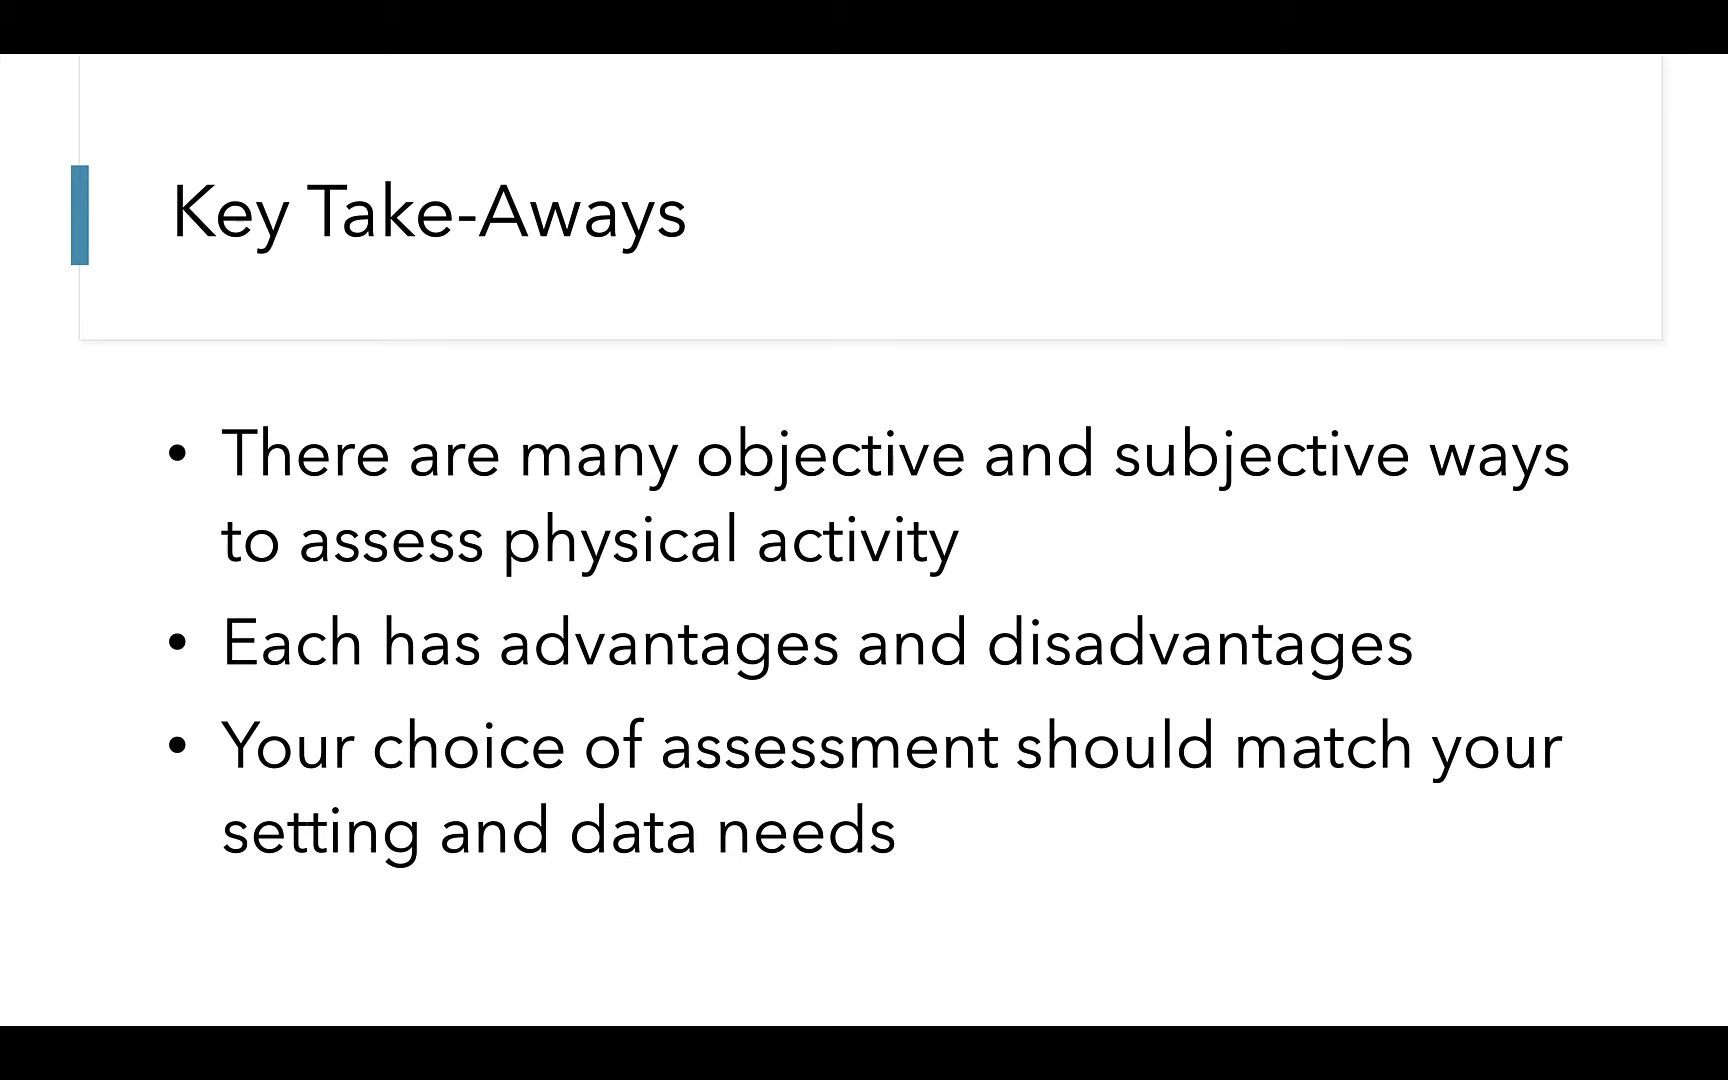 Key Take-Aways
• There are many objective and subjective ways
to assess physical activity
• Each has advantages and disadvantages
• Your choice of assessment should match your
setting and data needs